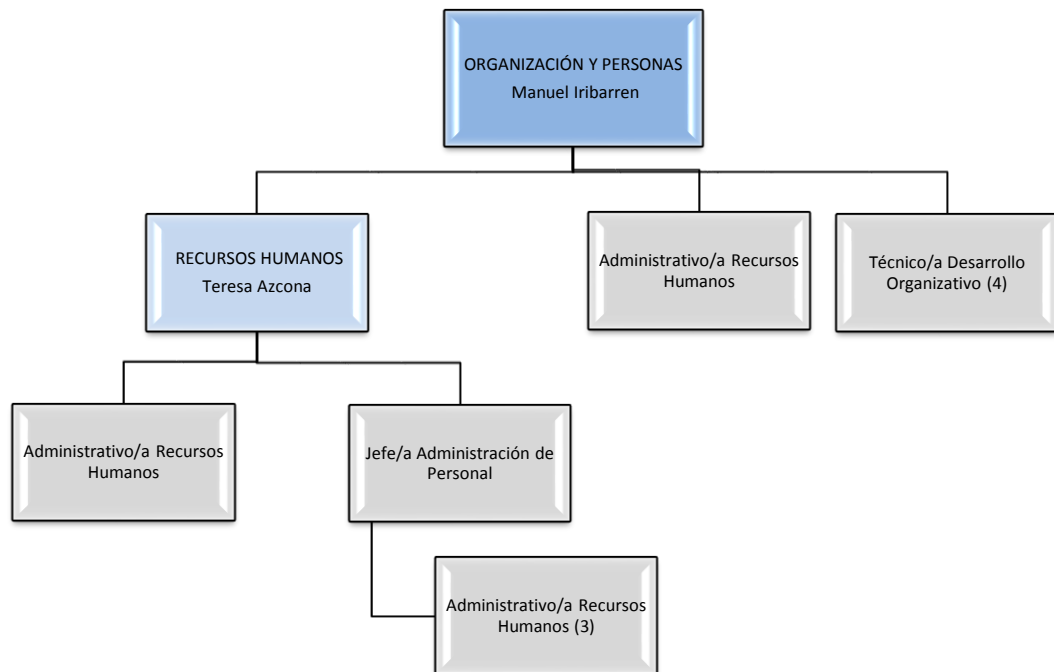 ORGANIZACIÓN Y PERSONAS
Manuel Iribarren
RECURSOS HUMANOS
Teresa Azcona
Administrativo/a Recursos
Humanos
Técnico/a Desarrollo
Organizativo (4)
Administrativo/a Recursos
Humanos
Jefe/a Administración de
Personal
Administrativo/a Recursos
Humanos (3)